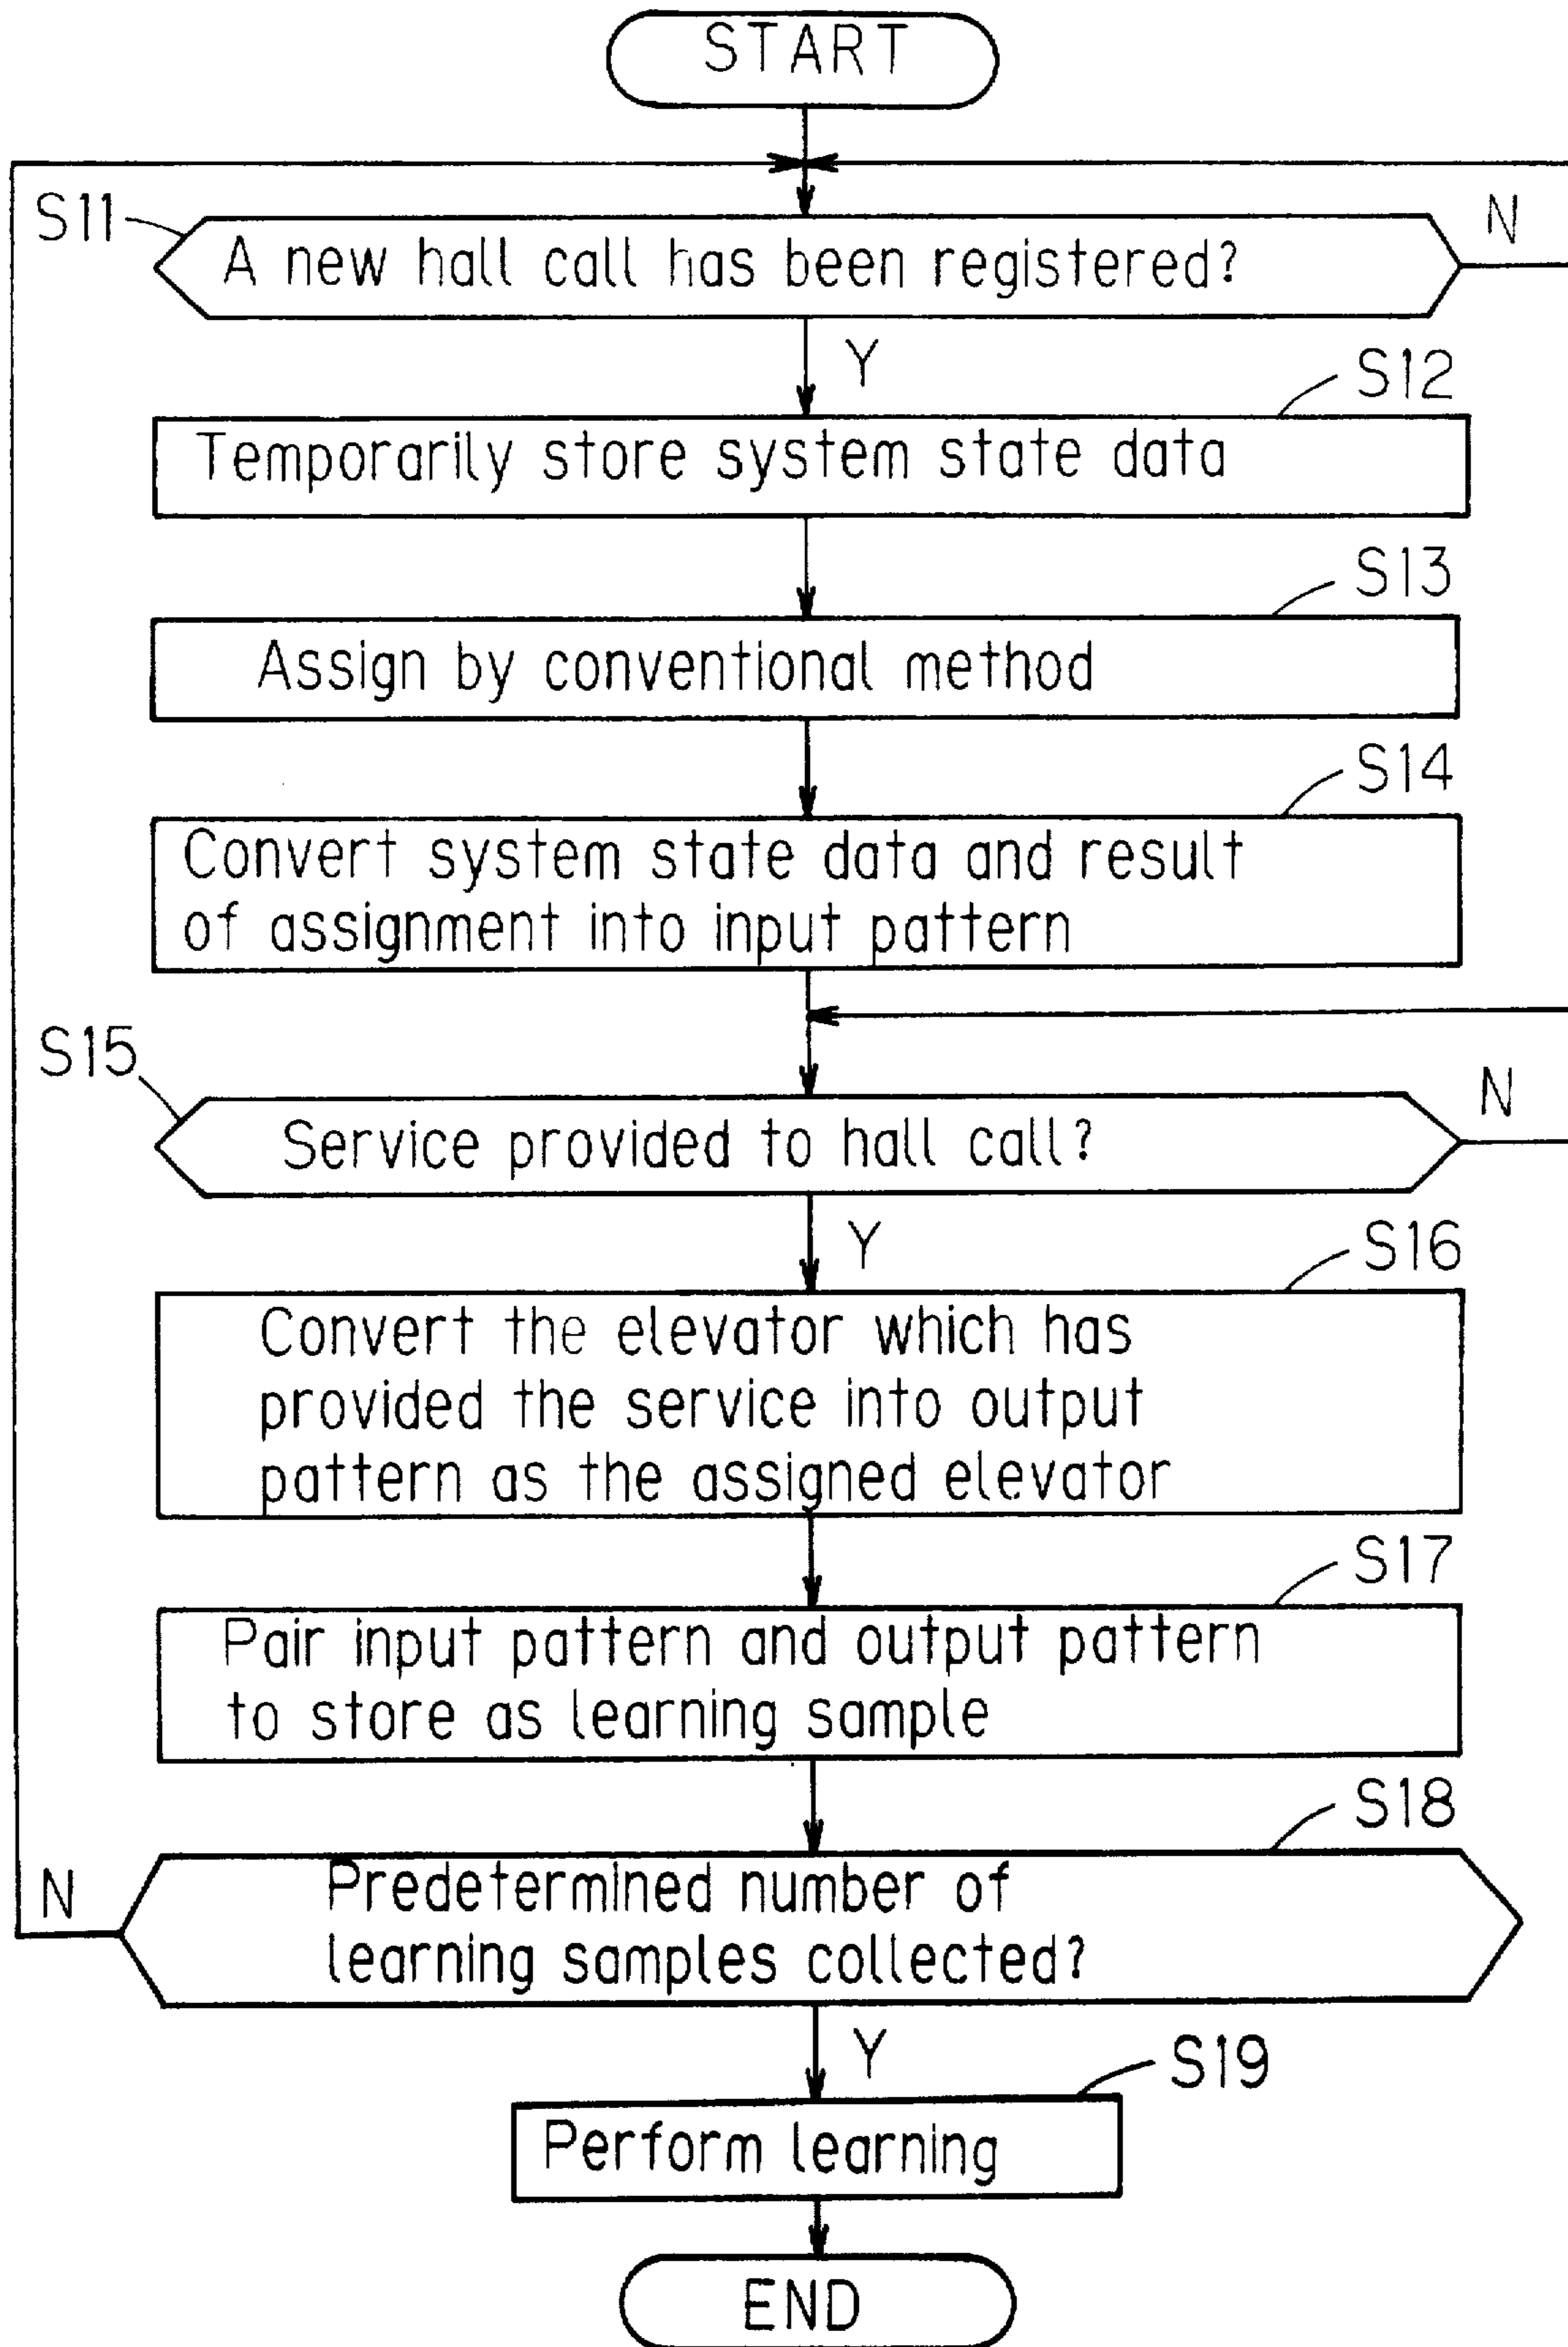 START
S11
A new hall call has been registered?
N
Y
S12
Temporarily store system state data
S13
Assign by conventional method
S14
Convert system state data and result
of assignment into input pattern
S15
Service provided to hall call?
N
Y
S16
Convert the elevator which has
provided the service into output
pattern as the assigned elevator
S17
Pair input pattern and output pattern
to store as learning sample
S18
N
Predetermined number of
learning samples collected?
Y
S19
Perform learning
END